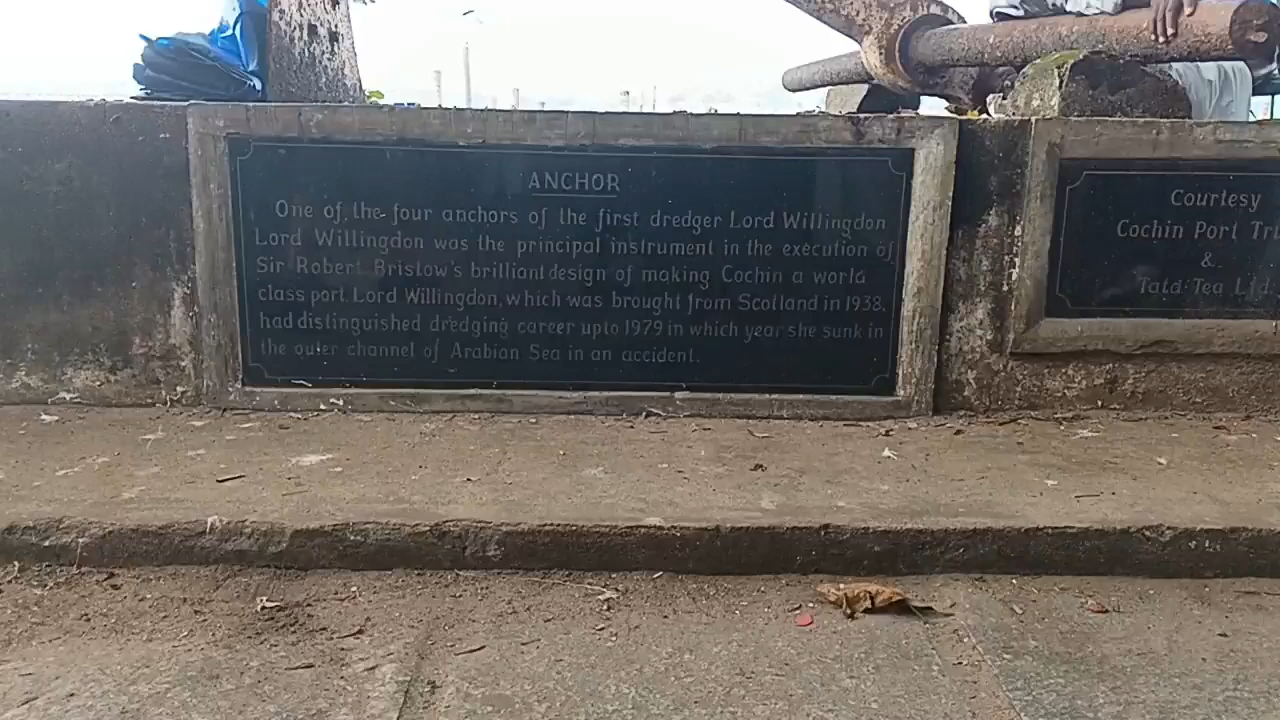 ANCHOR
One of the four anchors of the first dredger Lord Willingdon
Lord Willingdon was the principal instrument in the execution of
Sir Robert Bristow's brilliant design of making Cochin a world
class port. Lord Willingdon, which was brought from Scotland in 1938,
had distinguished dredging career upto 1979 in which year she sunk in
the outer channel of Arabian Sea in an accident.
Courtesy
Cochin Port
&
Tata Tea Ltd.